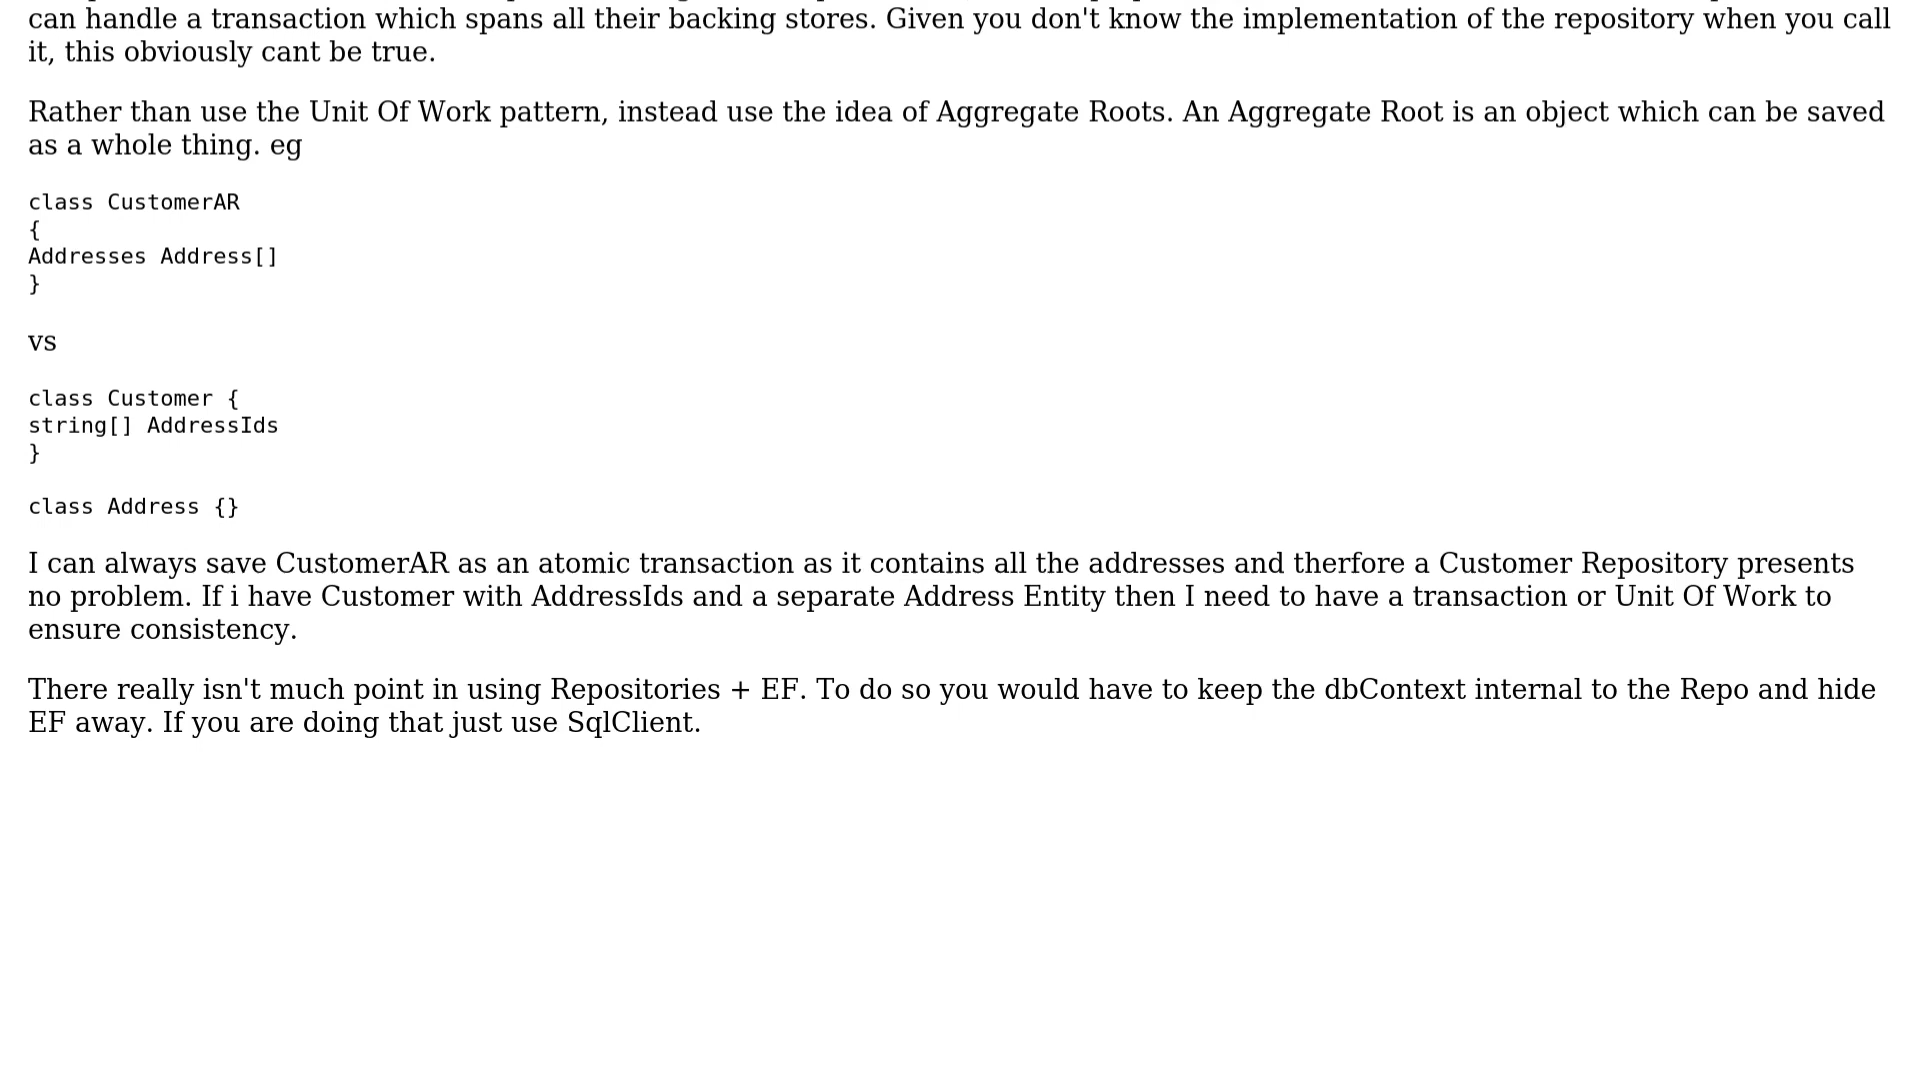 can handle a transaction which spans all their backing stores. Given you don't know the implementation of the repository when you call
it, this obviously cant be true.
Rather than use the Unit Of Work pattern, instead use the idea of Aggregate Roots. An Aggregate Root is an object which can be saved
as a whole thing. eg
class CustomerAR
{
Addresses Address[]
}
vs
class Customer {
string[] AddressIds
}
class Address {}
I can always save CustomerAR as an atomic transaction as it contains all the addresses and therfore a Customer Repository presents
no problem. If i have Customer with AddressIds and a separate Address Entity then I need to have a transaction or Unit Of Work to
ensure consistency.
There really isn't much point in using Repositories + EF. To do so you would have to keep the dbContext internal to the Repo and hide
EF away. If you are doing that just use SqlClient.